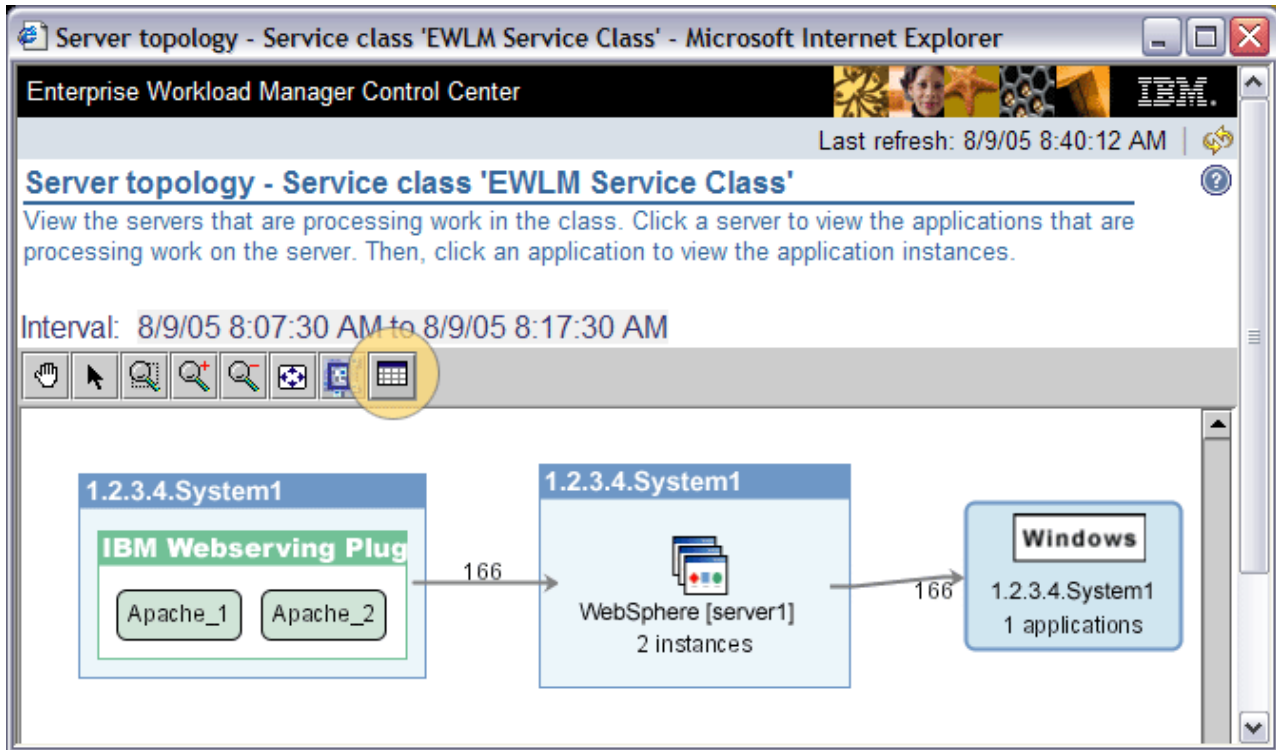 Server topology - Service class 'EWLM Service Class' - Microsoft Internet Explorer
Enterprise Workload Manager Control Center
IBM.
Last refresh: 8/9/05 8:40:12 AM |
Server topology - Service class 'EWLM Service Class'
View the servers that are processing work in the class. Click a server to view the applications that are
processing work on the server. Then, click an application to view the application instances.
Interval: 8/9/05 8:07:30 AM to 8/9/05 8:17:30 AM
1.2.3.4.System1
IBM Webserving Plug
Apache_1
Apache_2
166
1.2.3.4.System1
WebSphere [server1]
2 instances
166
Windows
1.2.3.4.System1
1 applications